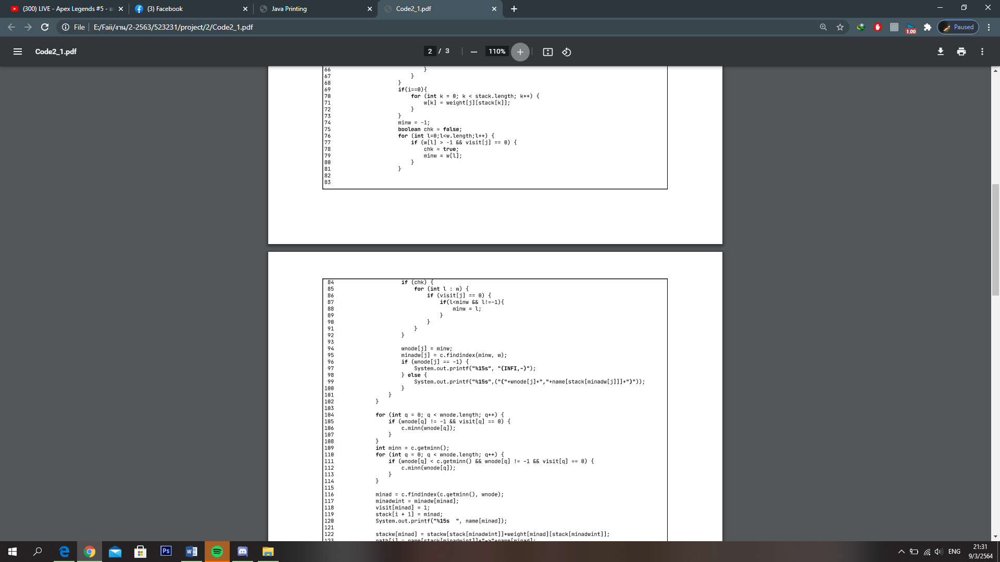 (300) LIVE - Apex Legends #5 -
(3) Facebook
Java Printing
Code2_1.pdf
File
E:/Faii/งาน/2-2563/523231/project/2/Code2_1.pdf
1.00
Paused
Code2_1.pdf
2 / 3
110%
66 }
67 }
68 }
69 if(i==0){
70 for (int k = 0; k < stack.length; k++) {
71 w[k] = weight[j][stack[k]];
72 }
73 }
74 minw = -1;
75 boolean chk = false;
76 for (int l=0;l<w.length;l++) {
77 if (w[l] > -1 && visit[j] == 0) {
78 chk = true;
79 minw = w[l];
80 }
81 }
82
83
84 if (chk) {
85 for (int l : w) {
86 if (visit[j] == 0) {
87 if(l<minw && l!=-1){
88 minw = l;
89 }
90 }
91 }
92 }
93
94 wnode[j] = minw;
95 minadw[j] = c.findindex(minw, w);
96 if (wnode[j] == -1) {
97 System.out.printf("%15s", "(INFI,-)");
98 } else {
99 System.out.printf("%15s",("("+wnode[j]+","+name[stack[minadw[j]]]+")"));
100 }
101 }
102 }
103
104 for (int q = 0; q < wnode.length; q++) {
105 if (wnode[q] != -1 && visit[q] == 0) {
106 c.minn(wnode[q]);
107 }
108 }
109 int minn = c.getminn();
110 for (int q = 0; q < wnode.length; q++) {
111 if (wnode[q] < c.getminn() && wnode[q] != -1 && visit[q] == 0) {
112 c.minn(wnode[q]);
113 }
114 }
115
116 minad = c.findindex(c.getminn(), wnode);
117 minadwint = minadw[minad];
118 visit[minad] = 1;
119 stack[i + 1] = minad;
120 System.out.printf("%15s  ", name[minad]);
121
122 stackw[minad] = stackw[stack[minadwint]]+weight[minad][stack[minadwint]];
123 path[i] = name[stack[minadwint]]+"->"+name[minad];
Ps
W
ENG
21:31
9/3/2564